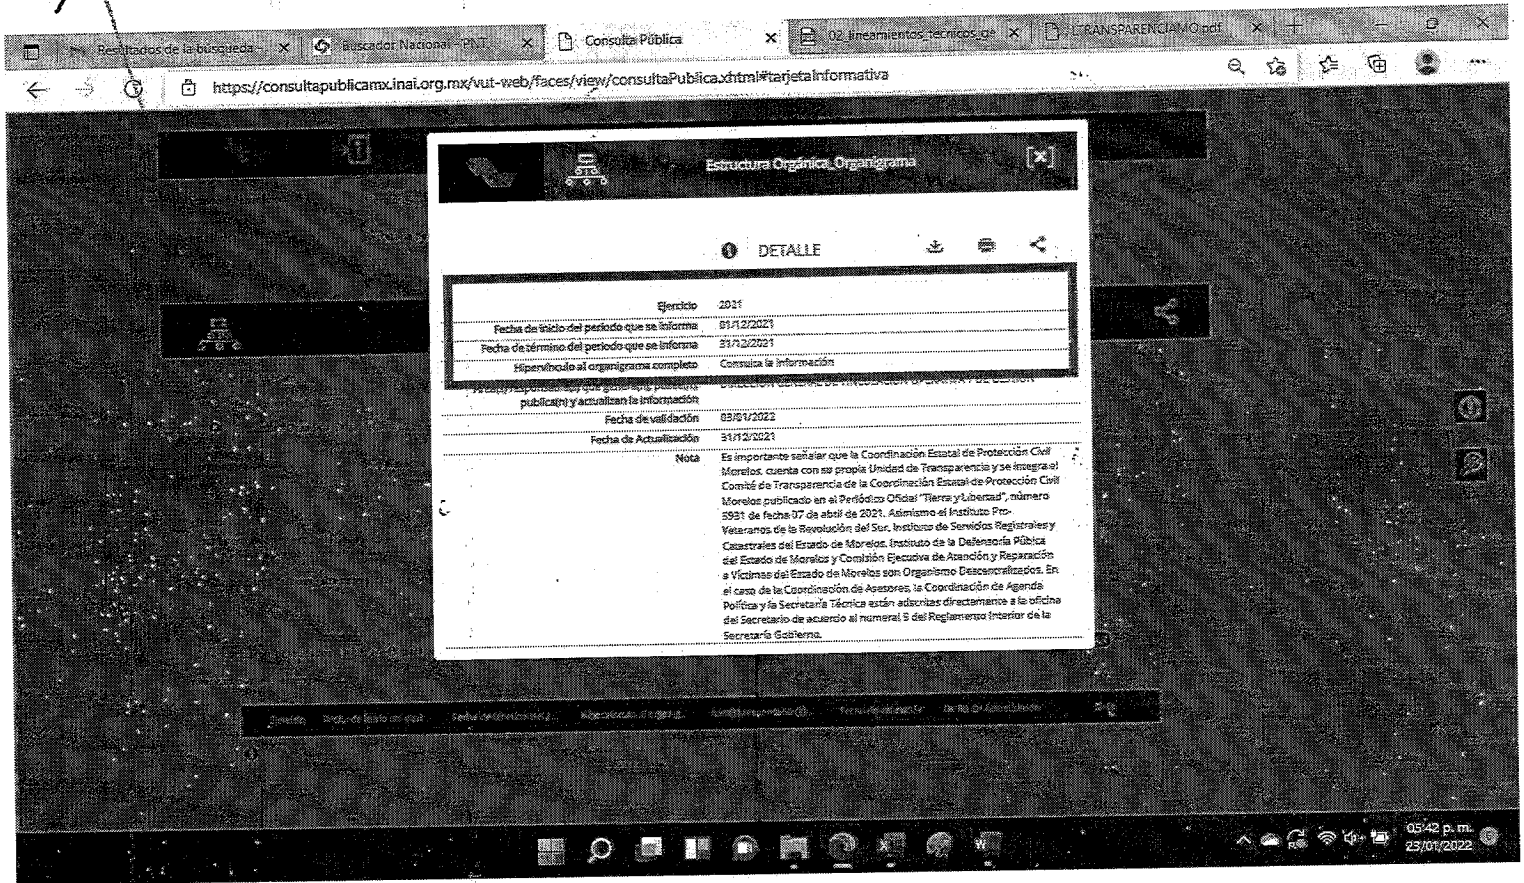 Resultados de la búsqueda
Buscador Nacional - PNT
Consulta Pública
02_lineamientos_tecnicos_ge
https://consultapublicamx.inai.org.mx/vut-web/faces/view/consultaPublica.xhtml#tarjetaInformativa
Estructura Orgánica_Organigrama
[x]
DETALLE
Ejercicio 2021
Fecha de inicio del periodo que se informa 01/12/2021
Fecha de término del periodo que se informa 31/12/2021
Hipervínculo al organigrama completo Consulta la información
publica(n) y actualizan la información
Fecha de validación 03/01/2022
Fecha de Actualización 31/12/2021
Nota Es importante señalar que la Coordinación Estatal de Protección Civil
Morelos, cuenta con su propia Unidad de Transparencia y se integra el
Comité de Transparencia de la Coordinación Estatal de Protección Civil
Morelos publicado en el Periódico Oficial "Tierra y Libertad", número
5931 de fecha 07 de abril de 2021. Asimismo el Instituto Pro-
Veteranos de la Revolución del Sur, Instituto de Servicios Registrales y
Catastrales del Estado de Morelos, Instituto de la Defensoría Pública
del Estado de Morelos y Comisión Ejecutiva de Atención y Reparación
a Víctimas del Estado de Morelos son Organismo Descentralizados. En
el caso de la Coordinación de Asesores, la Coordinación de Agenda
Política y la Secretaría Técnica están adscritas directamente a la oficina
del Secretario de acuerdo al numeral 5 del Reglamento Interior de la
Secretaría Gobierno.
05:42 p. m.
23/01/2022